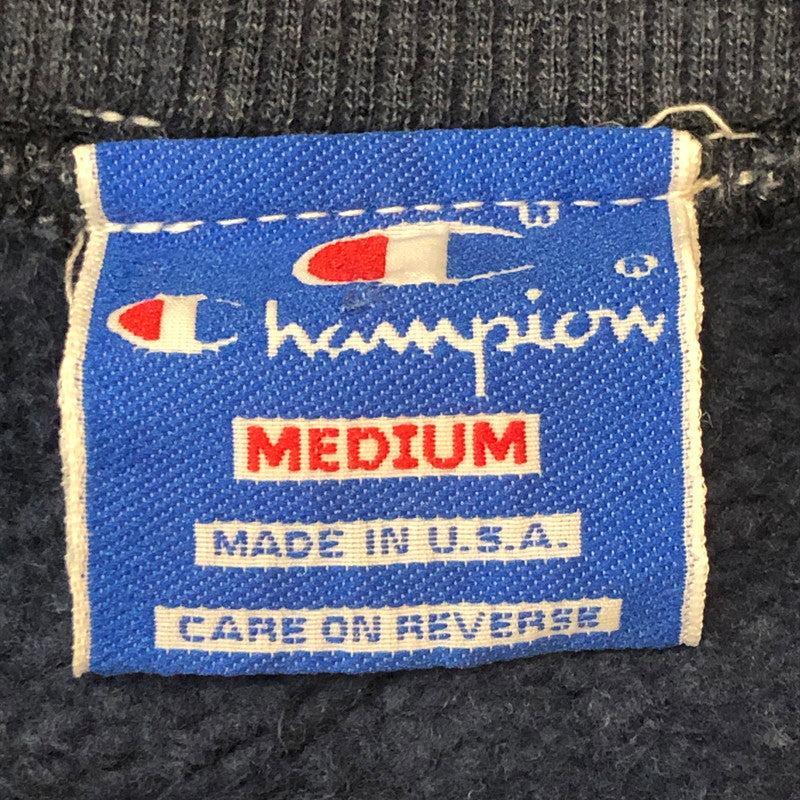 ®
®
Champion
MEDIUM
MADE IN U.S.A.
CARE ON REVERSE